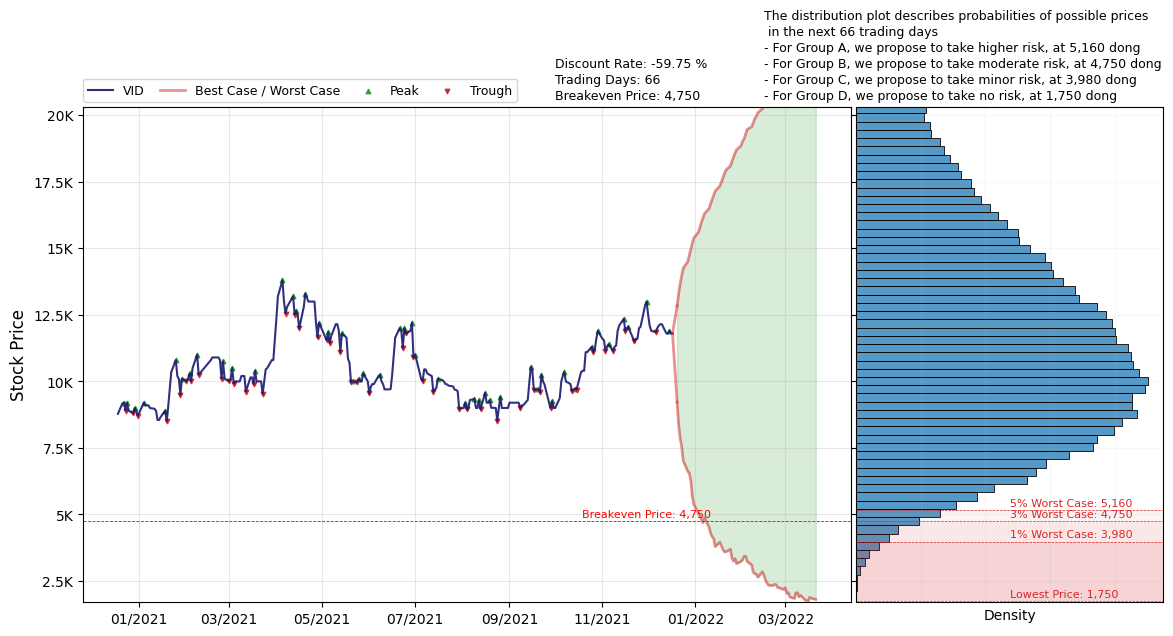 The distribution plot describes probabilities of possible prices
in the next 66 trading days
- For Group A, we propose to take higher risk, at 5,160 dong
- For Group B, we propose to take moderate risk, at 4,750 dong
- For Group C, we propose to take minor risk, at 3,980 dong
- For Group D, we propose to take no risk, at 1,750 dong
Discount Rate: -59.75 %
Trading Days: 66
Breakeven Price: 4,750
VID
Best Case / Worst Case
Peak
Trough
Stock Price
20K
17.5K
15K
12.5K
10K
7.5K
5K
2.5K
Breakeven Price: 4,750
01/2021
03/2021
05/2021
07/2021
09/2021
11/2021
01/2022
03/2022
5% Worst Case: 5,160
3% Worst Case: 4,750
1% Worst Case: 3,980
Lowest Price: 1,750
Density